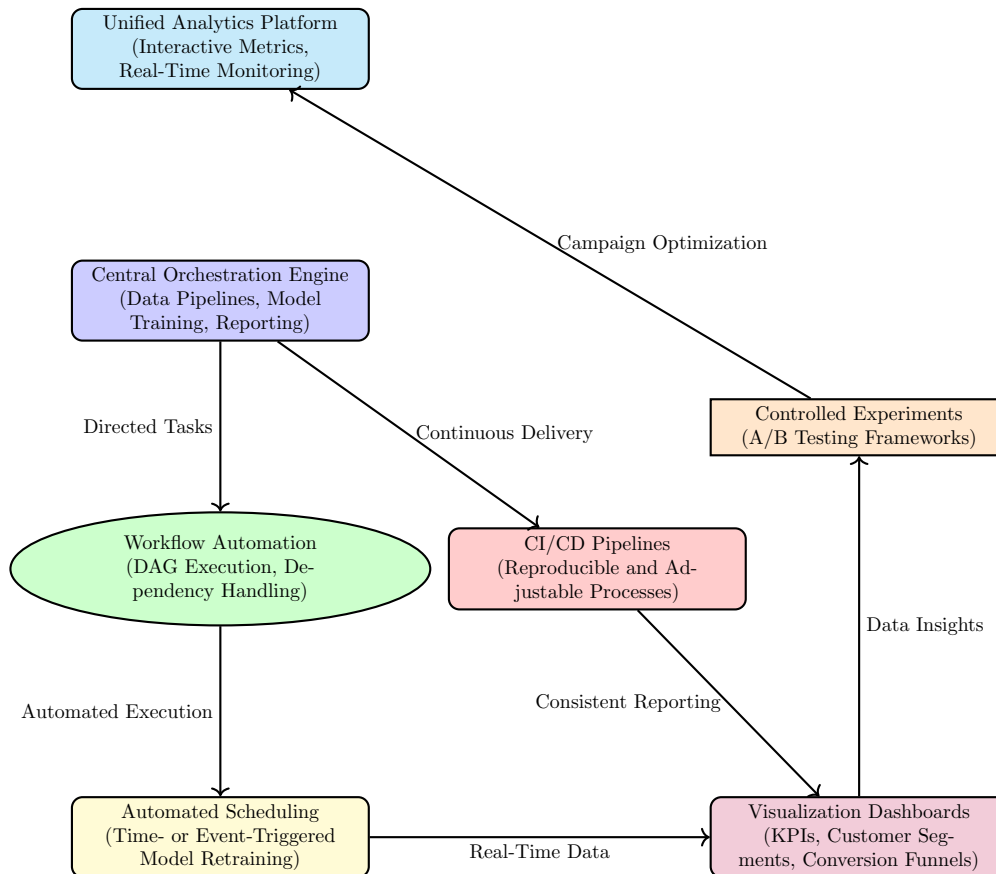 Unified Analytics Platform
(Interactive Metrics,
Real-Time Monitoring)
Campaign Optimization
Central Orchestration Engine
(Data Pipelines, Model
Training, Reporting)
Directed Tasks
Continuous Delivery
Controlled Experiments
(A/B Testing Frameworks)
Workflow Automation
(DAG Execution, De-
pendency Handling)
CI/CD Pipelines
(Reproducible and Ad-
justable Processes)
Data Insights
Automated Execution
Consistent Reporting
Automated Scheduling
(Time- or Event-Triggered
Model Retraining)
Real-Time Data
Visualization Dashboards
(KPIs, Customer Seg-
ments, Conversion Funnels)